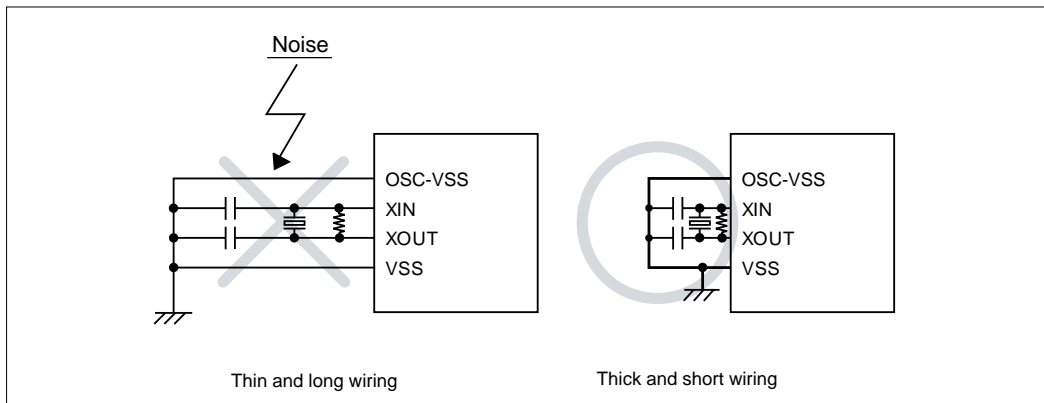 Noise
OSC-VSS
XIN
XOUT
VSS
Thin and long wiring
OSC-VSS
XIN
XOUT
VSS
Thick and short wiring